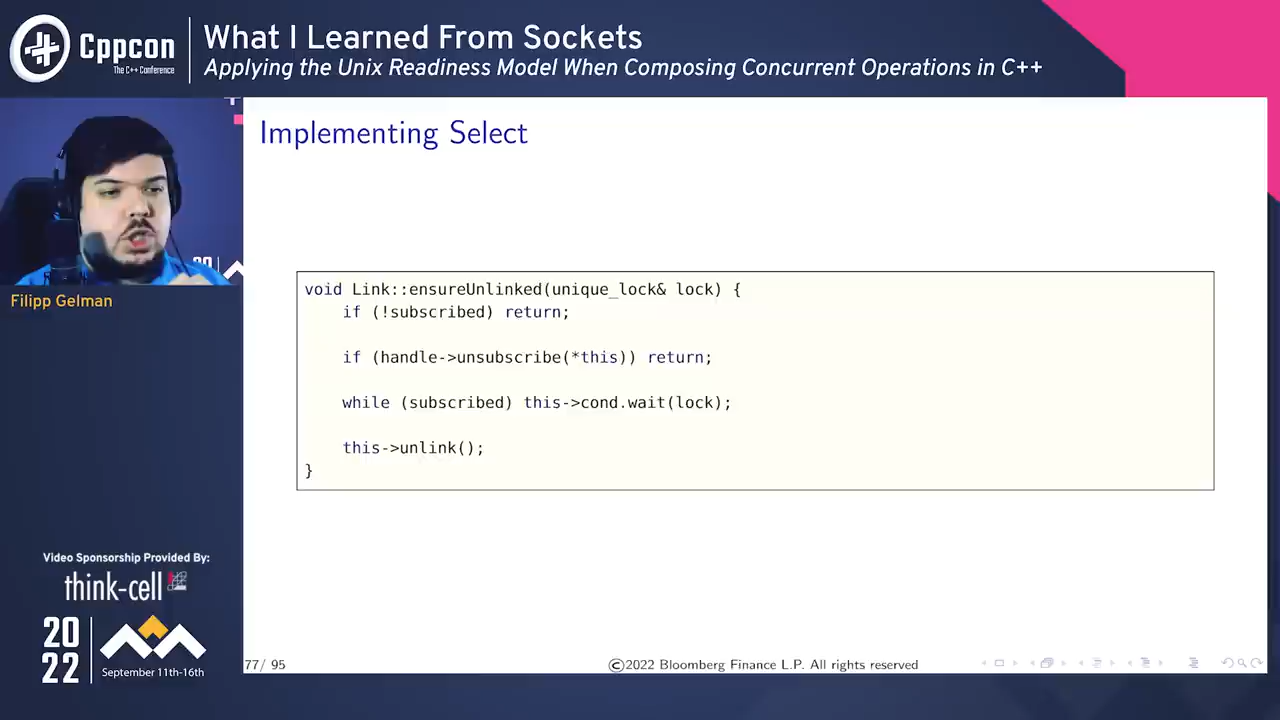 Cppcon
The C++ Conference
What I Learned From Sockets
Applying the Unix Readiness Model When Composing Concurrent Operations in C++
Filipp Gelman
Implementing Select
void Link::ensureUnlinked(unique_lock& lock) {
if (!subscribed) return;
if (handle->unsubscribe(*this)) return;
while (subscribed) this->cond.wait(lock);
this->unlink();
}
Video Sponsorship Provided By:
think-cell
20
22
September 11th-16th
77/ 95
©2022 Bloomberg Finance L.P. All rights reserved